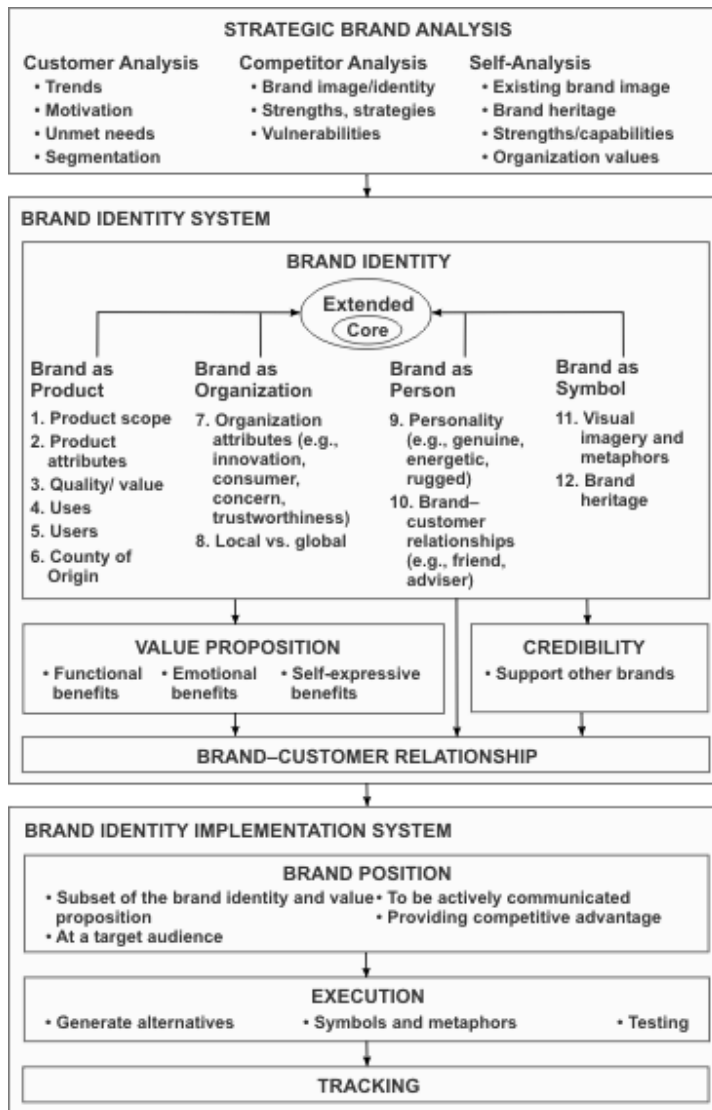 STRATEGIC BRAND ANALYSIS
Customer Analysis
• Trends
• Motivation
• Unmet needs
• Segmentation
Competitor Analysis
• Brand image/identity
• Strengths, strategies
• Vulnerabilities
Self-Analysis
• Existing brand image
• Brand heritage
• Strengths/capabilities
• Organization values
BRAND IDENTITY SYSTEM
BRAND IDENTITY
Extended
Core
Brand as
Product
1. Product scope
2. Product
attributes
3. Quality/ value
4. Uses
5. Users
6. County of
Origin
Brand as
Organization
7. Organization
attributes (e.g.,
innovation,
consumer,
concern,
trustworthiness)
8. Local vs. global
Brand as
Person
9. Personality
(e.g., genuine,
energetic,
rugged)
10. Brand–
customer
relationships
(e.g., friend,
adviser)
Brand as
Symbol
11. Visual
imagery and
metaphors
12. Brand
heritage
VALUE PROPOSITION
• Functional
benefits
• Emotional
benefits
• Self-expressive
benefits
CREDIBILITY
• Support other brands
BRAND–CUSTOMER RELATIONSHIP
BRAND IDENTITY IMPLEMENTATION SYSTEM
BRAND POSITION
• Subset of the brand identity and value
proposition
• At a target audience
• To be actively communicated
• Providing competitive advantage
EXECUTION
• Generate alternatives
• Symbols and metaphors
• Testing
TRACKING